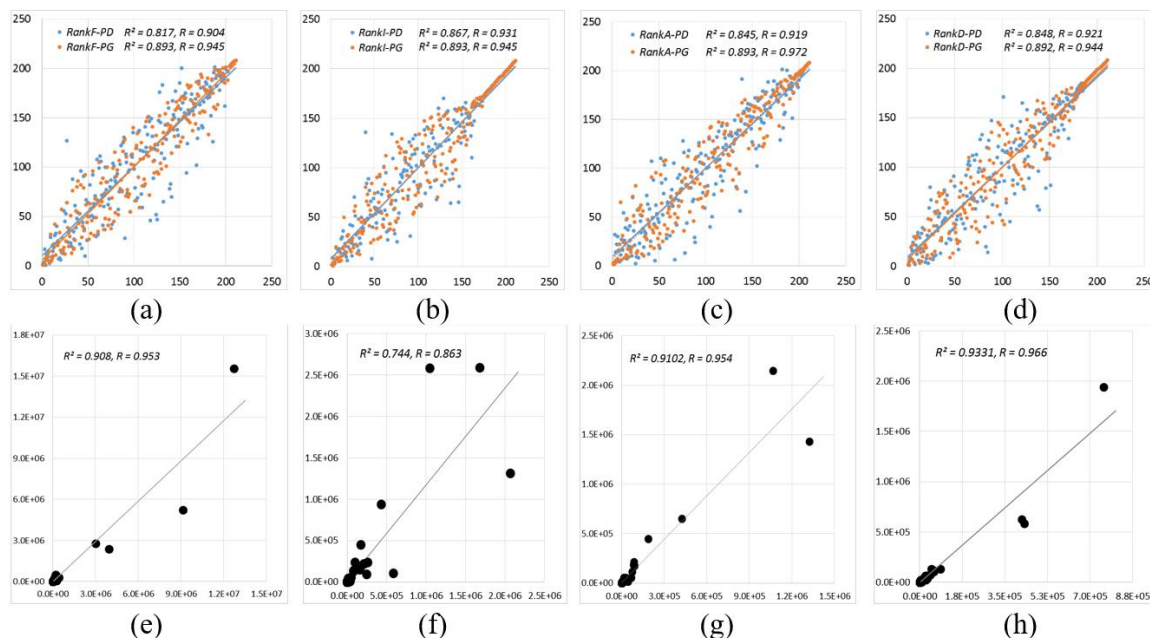 RankF-PD R² = 0.817, R = 0.904
RankF-PG R² = 0.893, R = 0.945
250
200
150
100
50
0
0 50 100 150 200 250
(a)
RankI-PD R² = 0.867, R = 0.931
RankI-PG R² = 0.893, R = 0.945
250
200
150
100
50
0
0 50 100 150 200 250
(b)
RankA-PD R² = 0.845, R = 0.919
RankA-PG R² = 0.893, R = 0.972
250
200
150
100
50
0
0 50 100 150 200 250
(c)
RankD-PD R² = 0.848, R = 0.921
RankD-PG R² = 0.892, R = 0.944
250
200
150
100
50
0
0 50 100 150 200 250
(d)
R² = 0.908, R = 0.953
1.8E+07
1.5E+07
1.2E+07
9.0E+06
6.0E+06
3.0E+06
0.0E+00
0.0E+00 3.0E+06 6.0E+06 9.0E+06 1.2E+07 1.5E+07
(e)
R² = 0.744, R = 0.863
3.0E+06
2.5E+06
2.0E+06
1.5E+06
1.0E+06
5.0E+05
0.0E+00
0.0E+00 5.0E+05 1.0E+06 1.5E+06 2.0E+06 2.5E+06
(f)
R² = 0.9102, R = 0.954
2.5E+06
2.0E+06
1.5E+06
1.0E+06
5.0E+05
0.0E+00
0.0E+00 3.0E+05 6.0E+05 9.0E+05 1.2E+06 1.5E+06
(g)
R² = 0.9331, R = 0.966
2.5E+06
2.0E+06
1.5E+06
1.0E+06
5.0E+05
0.0E+00
0.0E+00 1.8E+05 3.5E+05 5.3E+05 7.0E+05 8.8E+05
(h)